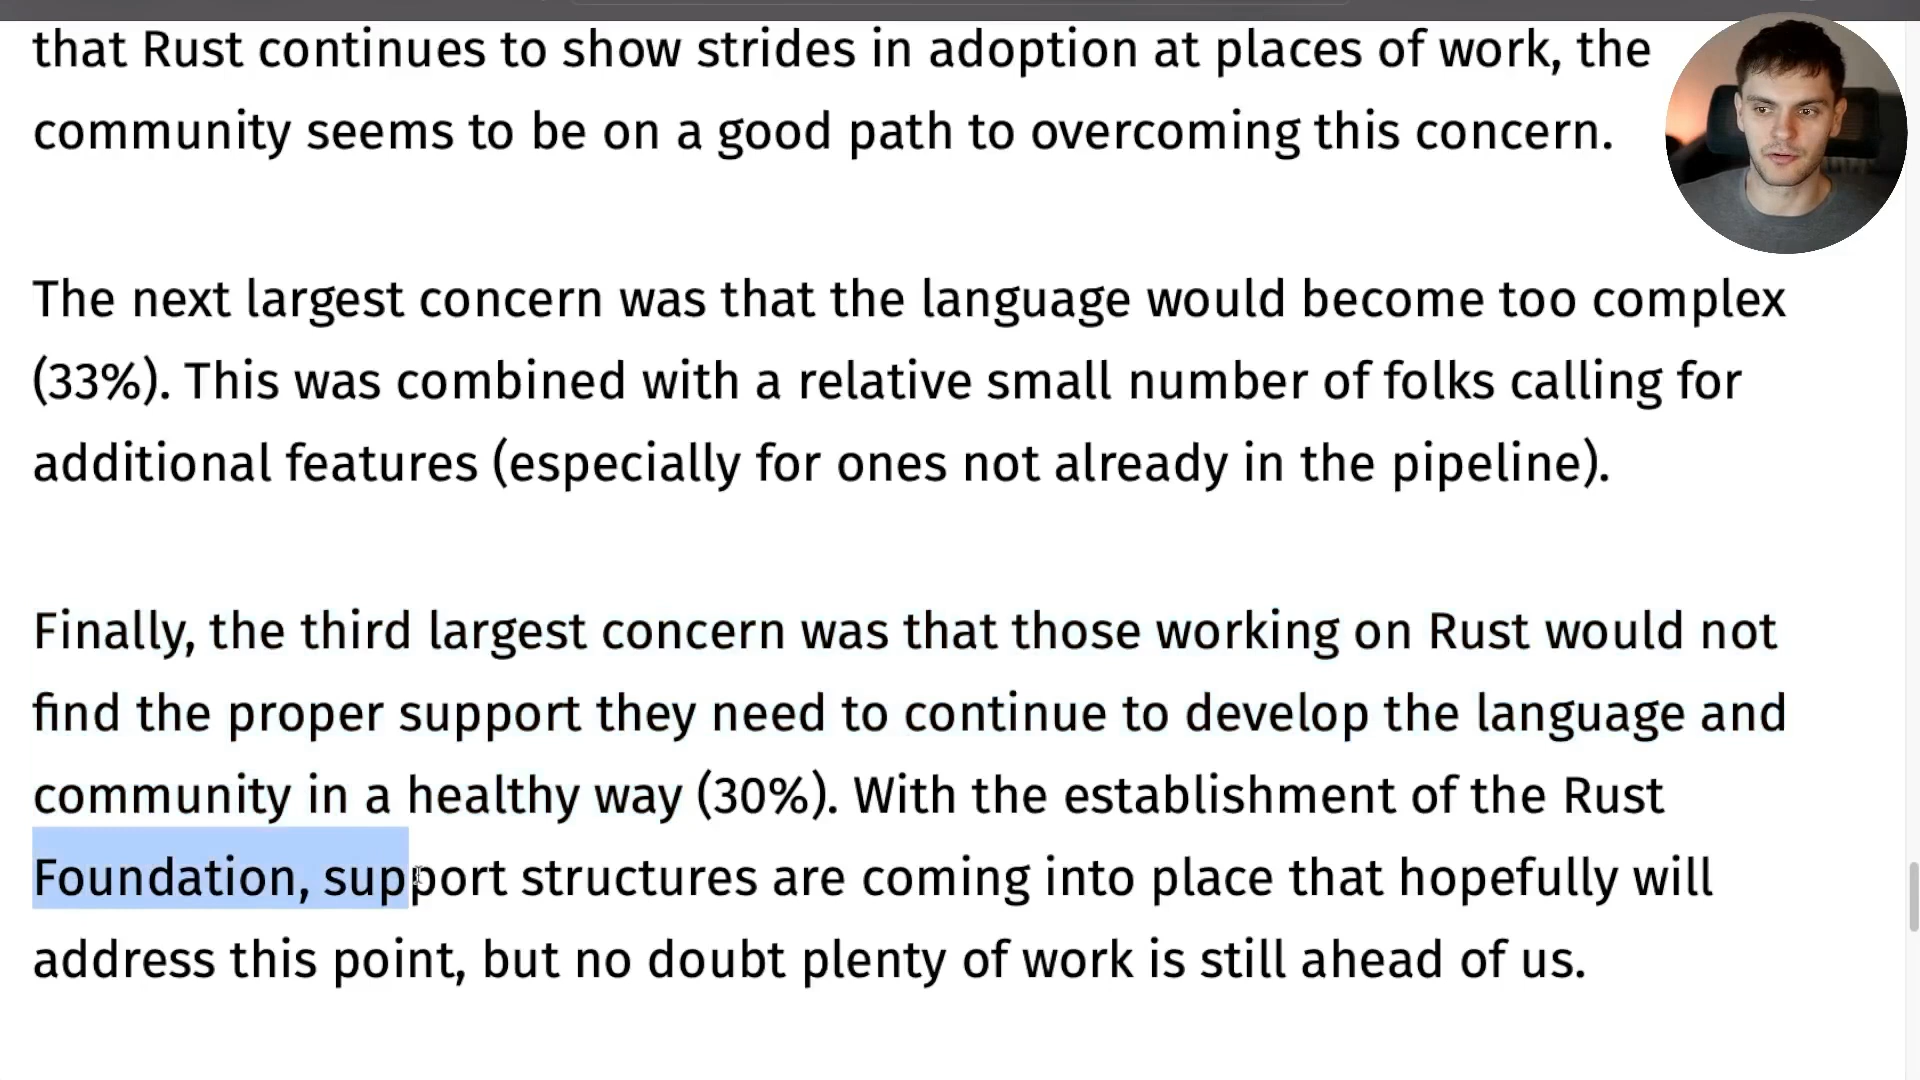 that Rust continues to show strides in adoption at places of work, the
community seems to be on a good path to overcoming this concern.
The next largest concern was that the language would become too complex
(33%). This was combined with a relative small number of folks calling for
additional features (especially for ones not already in the pipeline).
Finally, the third largest concern was that those working on Rust would not
find the proper support they need to continue to develop the language and
community in a healthy way (30%). With the establishment of the Rust
Foundation, support structures are coming into place that hopefully will
address this point, but no doubt plenty of work is still ahead of us.